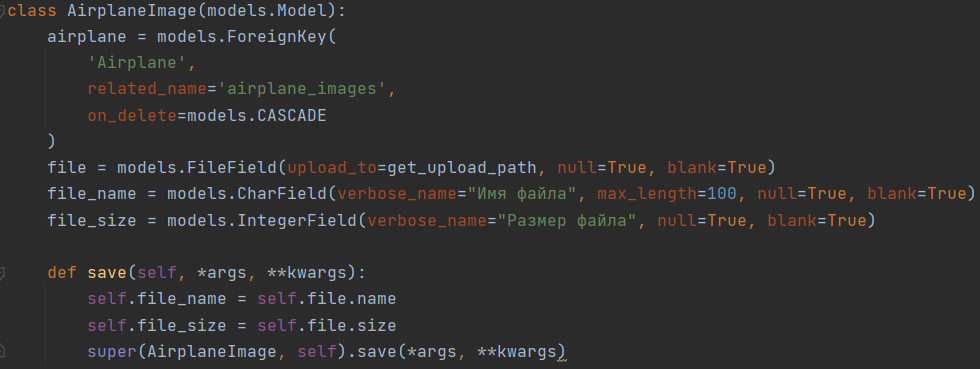 class AirplaneImage(models.Model):
    airplane = models.ForeignKey(
        'Airplane',
        related_name='airplane_images',
        on_delete=models.CASCADE
    )
    file = models.FileField(upload_to=get_upload_path, null=True, blank=True)
    file_name = models.CharField(verbose_name="Имя файла", max_length=100, null=True, blank=True)
    file_size = models.IntegerField(verbose_name="Размер файла", null=True, blank=True)

    def save(self, *args, **kwargs):
        self.file_name = self.file.name
        self.file_size = self.file.size
        super(AirplaneImage, self).save(*args, **kwargs)